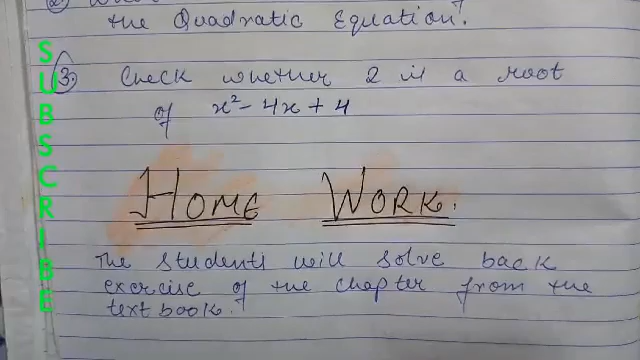 the Quadratic Equation?
3. Check whether 2 is a root
of x² - 4x + 4
HOME WORK.
The students will solve back
exercise of the chapter from the
text book.
SUBSCRIBE